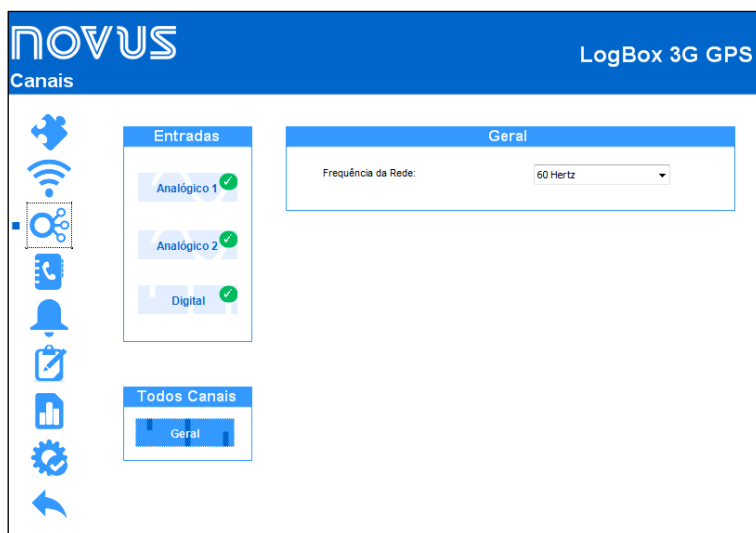 novus
LogBox 3G GPS
Canais
Entradas
Analógico 1
Analógico 2
Digital
Todos Canais
Geral
Geral
Frequência da Rede:
60 Hertz